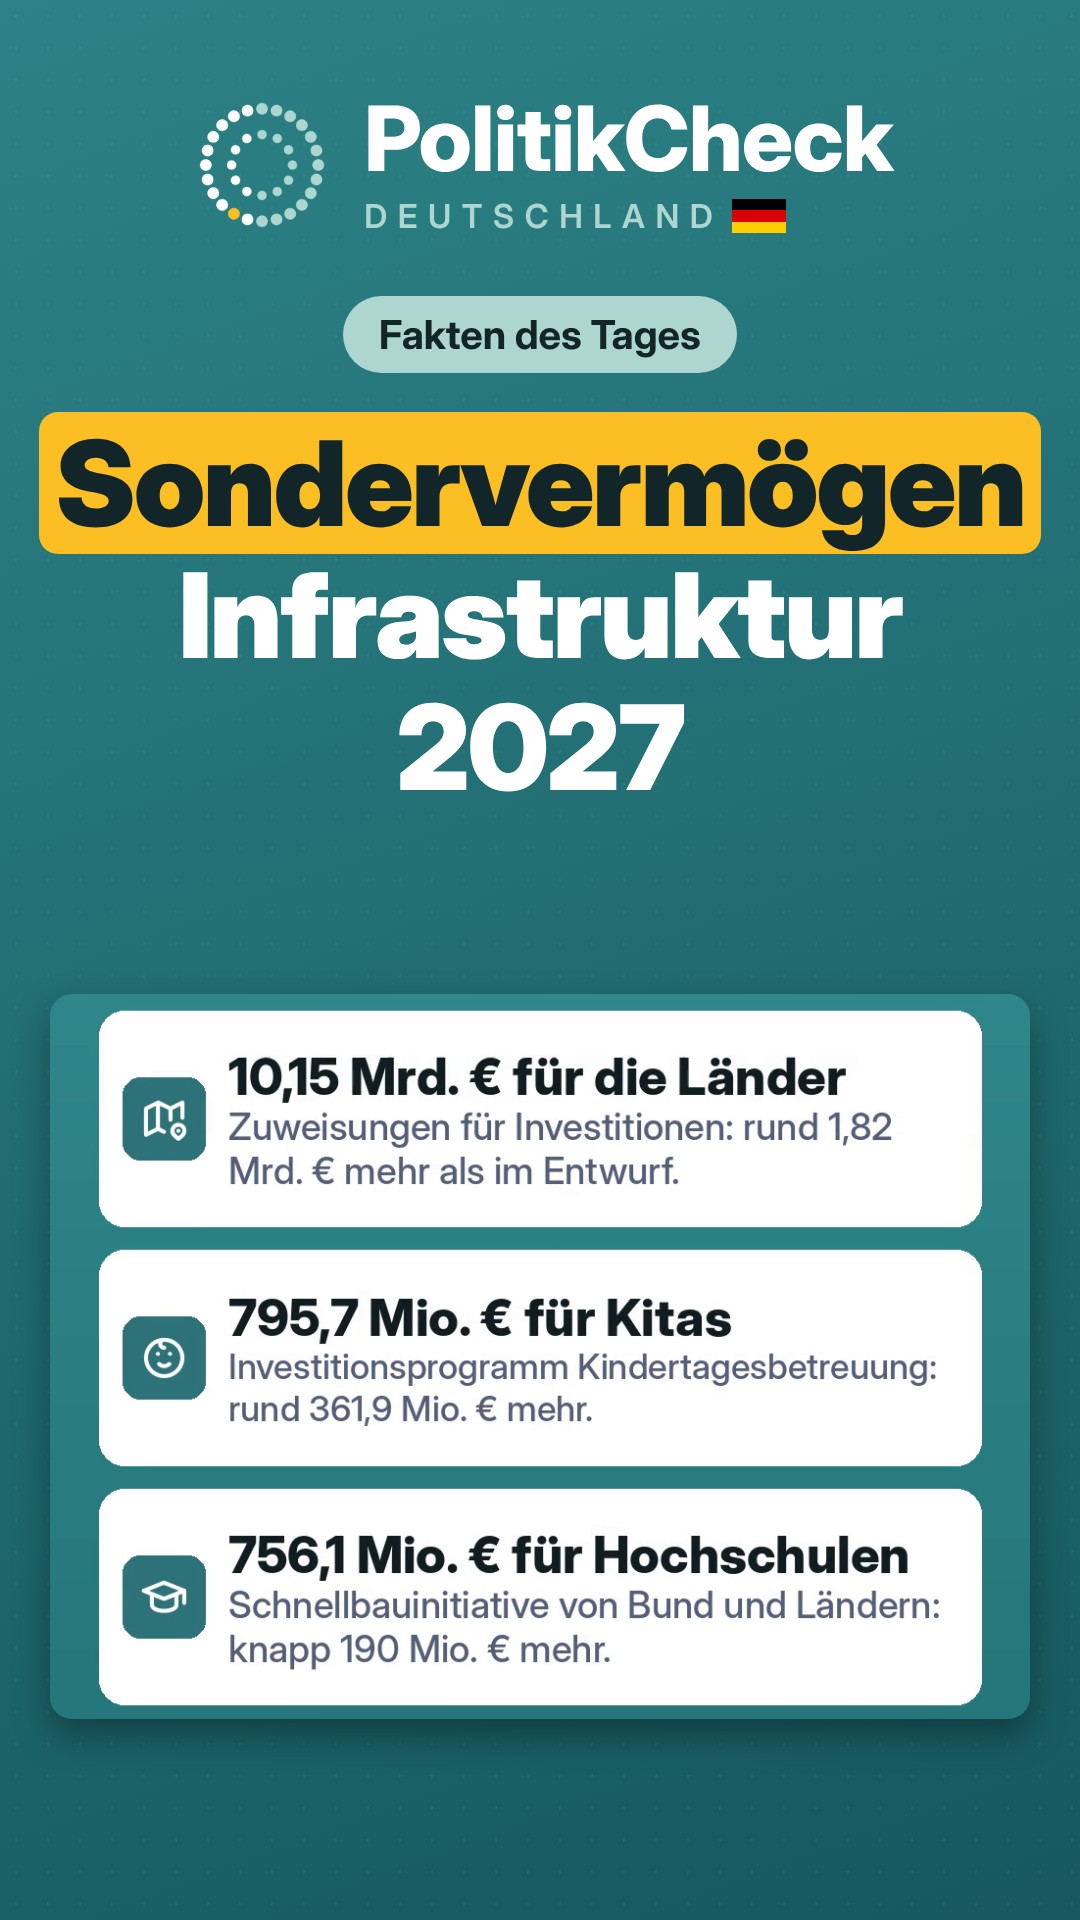 PolitikCheck
DEUTSCHLAND
Fakten des Tages
Sondervermögen
Infrastruktur
2027
10,15 Mrd. € für die Länder
Zuweisungen für Investitionen: rund 1,82
Mrd. € mehr als im Entwurf.
795,7 Mio. € für Kitas
Investitionsprogramm Kindertagesbetreuung:
rund 361,9 Mio. € mehr.
756,1 Mio. € für Hochschulen
Schnellbauinitiative von Bund und Ländern:
knapp 190 Mio. € mehr.